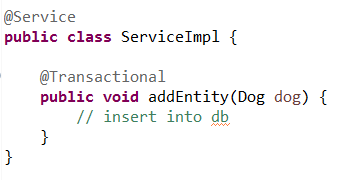 @Service
public class ServiceImpl {
@Transactional
public void addEntity(Dog dog) {
// insert into db
}
}